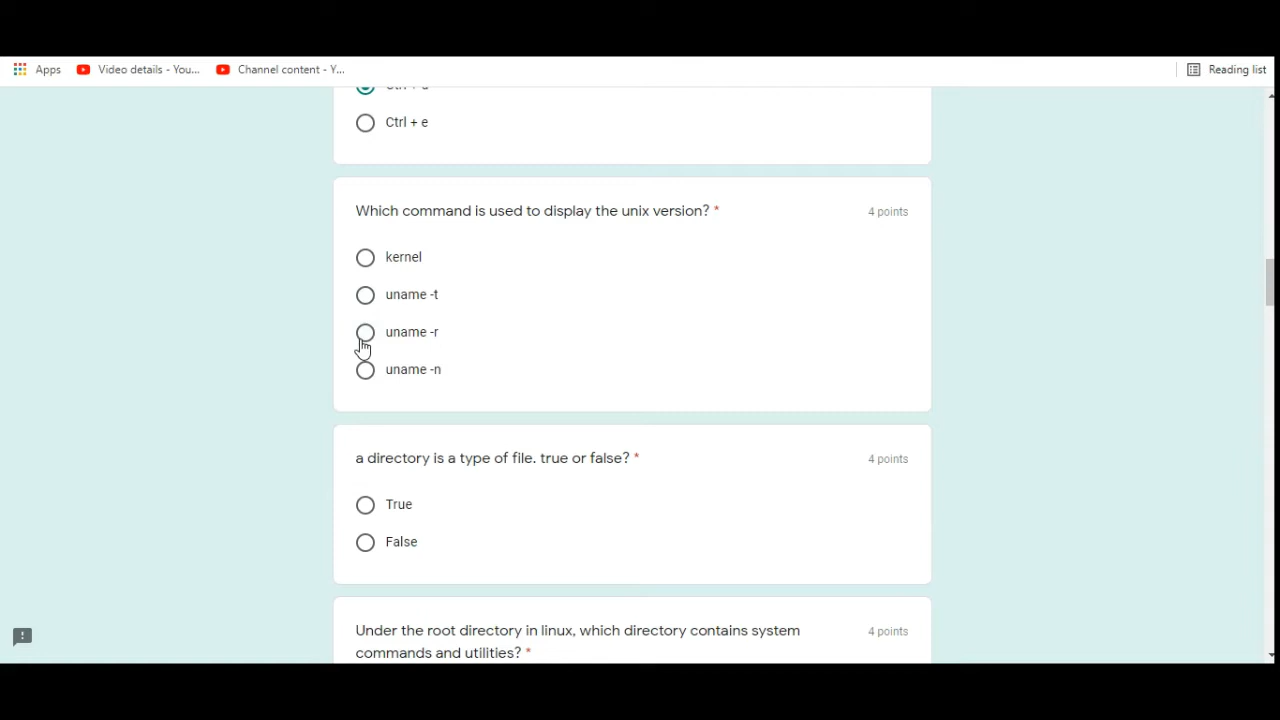 Apps
Video details - You...
Channel content - Y...
Reading list
Ctrl + e
Which command is used to display the unix version? *
4 points
kernel
uname -t
uname -r
uname -n
a directory is a type of file. true or false? *
4 points
True
False
Under the root directory in linux, which directory contains system
4 points
commands and utilities? *